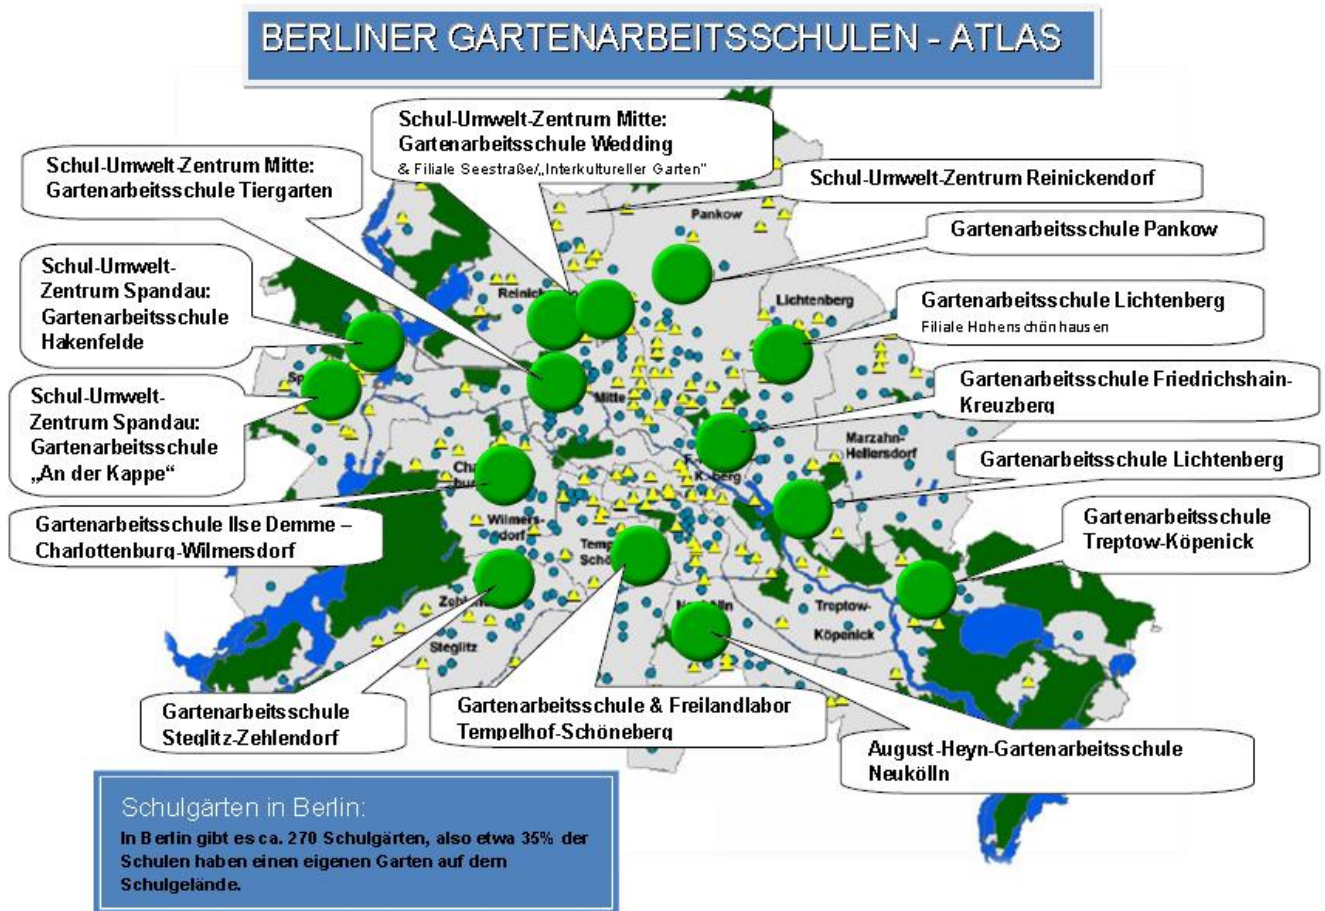 BERLINER GARTENARBEITSSCHULEN - ATLAS
Schul-Umwelt-Zentrum Mitte:
Gartenarbeitsschule Wedding
& Filiale Seestraße/„Interkultureller Garten"
Schul-Umwelt-Zentrum Mitte:
Gartenarbeitsschule Tiergarten
Schul-Umwelt-Zentrum Reinickendorf
Pankow
Gartenarbeitsschule Pankow
Schul-Umwelt-
Zentrum Spandau:
Gartenarbeitsschule
Hakenfelde
Lichtenberg
Gartenarbeitsschule Lichtenberg
Filiale Hohenschönhausen
Gartenarbeitsschule Friedrichshain-
Kreuzberg
Schul-Umwelt-
Zentrum Spandau:
Gartenarbeitsschule
„An der Kappe“
Mitte
Marzahn-
Hellersdorf
Gartenarbeitsschule Lichtenberg
Gartenarbeitsschule Ilse Demme –
Charlottenburg-Wilmersdorf
Wilmers-
dorf
Gartenarbeitsschule
Treptow-Köpenick
Treptow-
Köpenick
Steglitz
Gartenarbeitsschule
Steglitz-Zehlendorf
Gartenarbeitsschule & Freilandlabor
Tempelhof-Schöneberg
August-Heyn-Gartenarbeitsschule
Neukölln
Schulgärten in Berlin:
In Berlin gibt es ca. 270 Schulgärten, also etwa 35% der
Schulen haben einen eigenen Garten auf dem
Schulgelände.